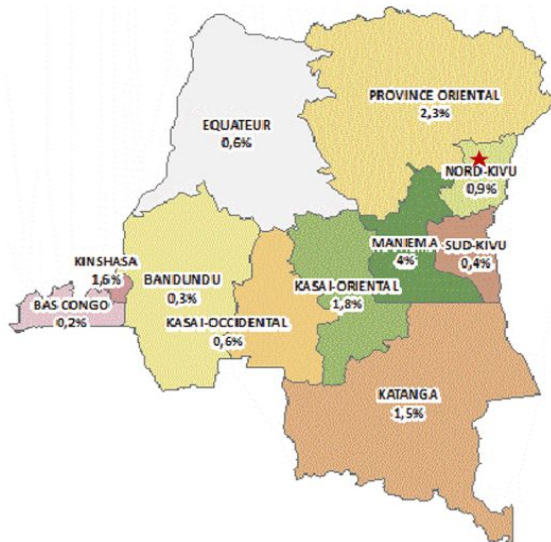 PROVINCE ORIENTAL
2,3%
EQUATEUR
0,6%
NORD-KIVU
0,9%
MANIEMA
4%
SUD-KIVU
0,4%
KINSHASA
1,6%
BANDUNDU
0,3%
KASAI-ORIENTAL
1,8%
BAS CONGO
0,2%
KASAI-OCCIDENTAL
0,6%
KATANGA
1,5%